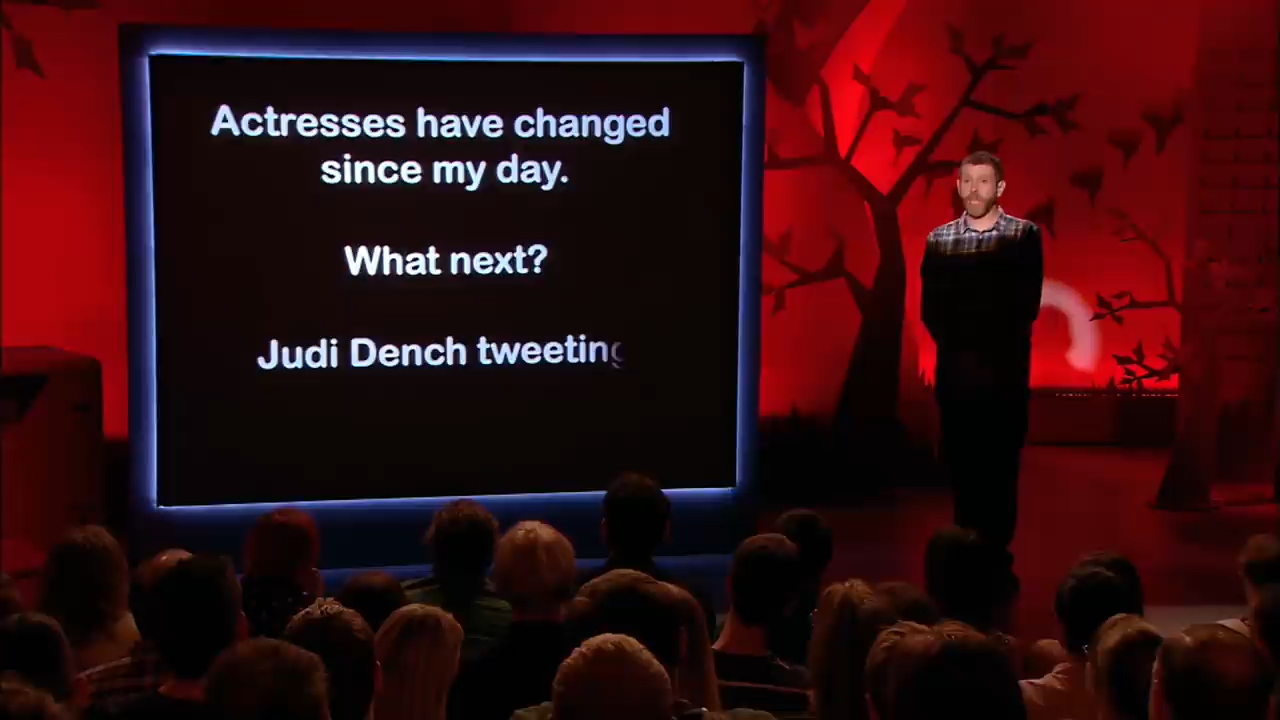 Actresses have changed
since my day.
What next?
Judi Dench tweeting